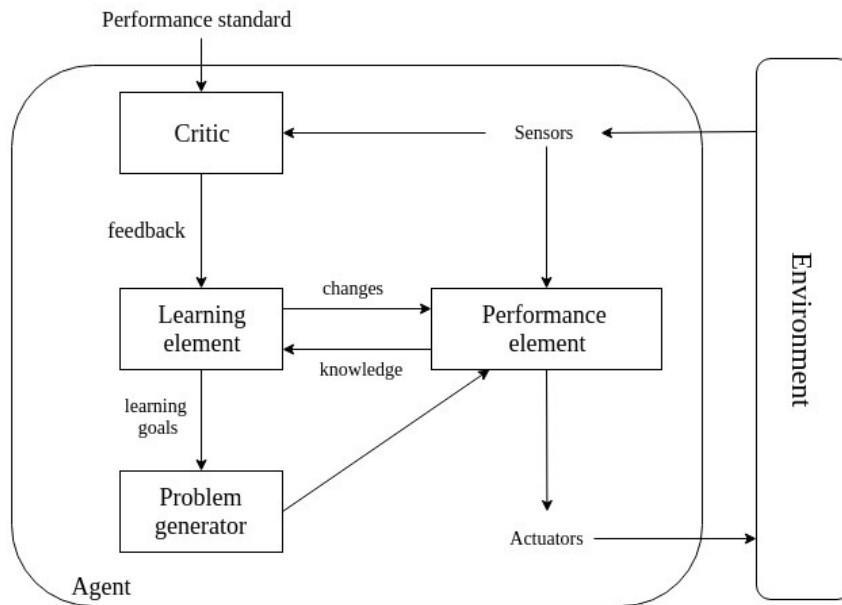 Performance standard
Critic
Sensors
feedback
changes
Learning
element
Performance
element
knowledge
learning
goals
Problem
generator
Actuators
Agent
Environment